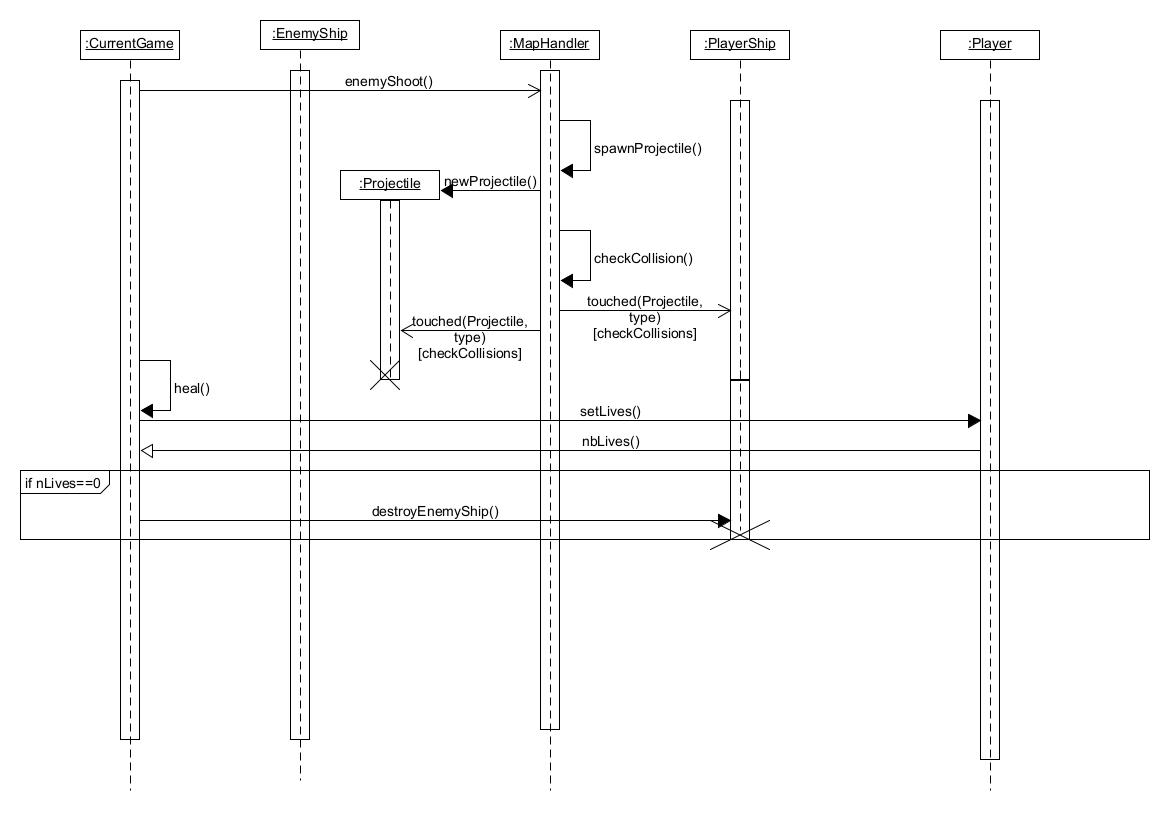 :EnemyShip
:CurrentGame
:MapHandler
:PlayerShip
:Player
enemyShoot()
spawnProjectile()
:Projectile
newProjectile()
checkCollision()
touched(Projectile,
type)
[checkCollisions]
touched(Projectile,
type)
[checkCollisions]
heal()
setLives()
nbLives()
if nLives==0
destroyEnemyShip()